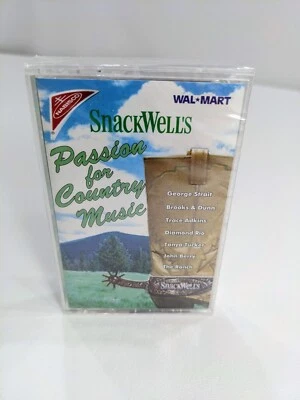 NABISCO
WAL★MART
SNACKWELL'S
Passion
for
Country
Music
George Strait
Brooks & Dunn
Trace Adkins
Diamond Rio
Tanya Tucker
John Berry
The Ranch
SNACKWELL'S